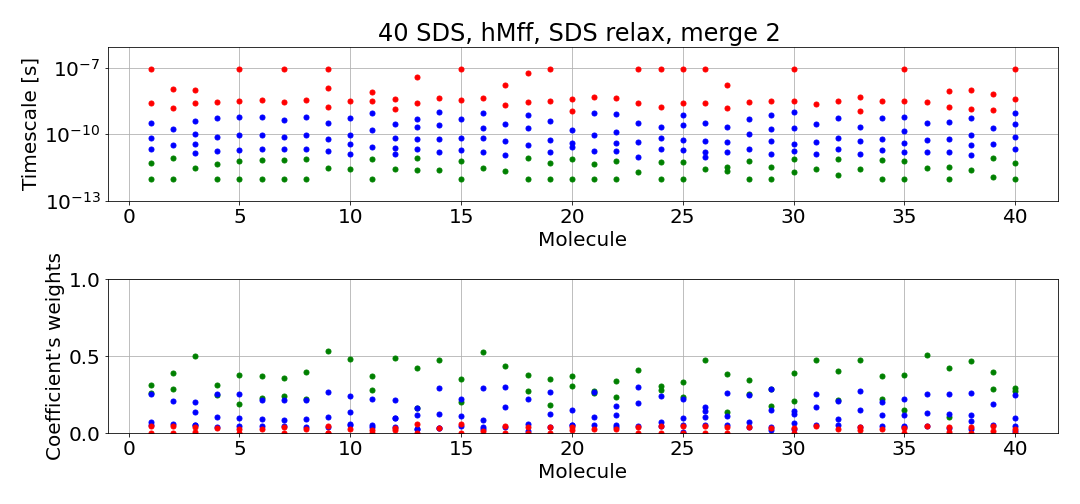 40 SDS, hMff, SDS relax, merge 2
Timescale [s]
10⁻⁷
10⁻¹⁰
10⁻¹³
0 5 10 15 20 25 30 35 40
Molecule
Coefficient's weights
1.0
0.5
0.0
0 5 10 15 20 25 30 35 40
Molecule